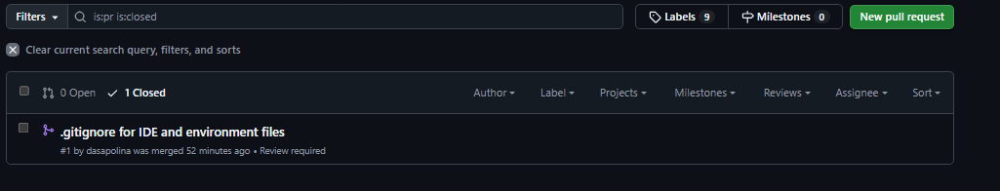 Filters is:pr is:closed Labels 9 Milestones 0 New pull request
Clear current search query, filters, and sorts
0 Open 1 Closed Author Label Projects Milestones Reviews Assignee Sort
.gitignore for IDE and environment files
#1 by dasapolina was merged 52 minutes ago • Review required